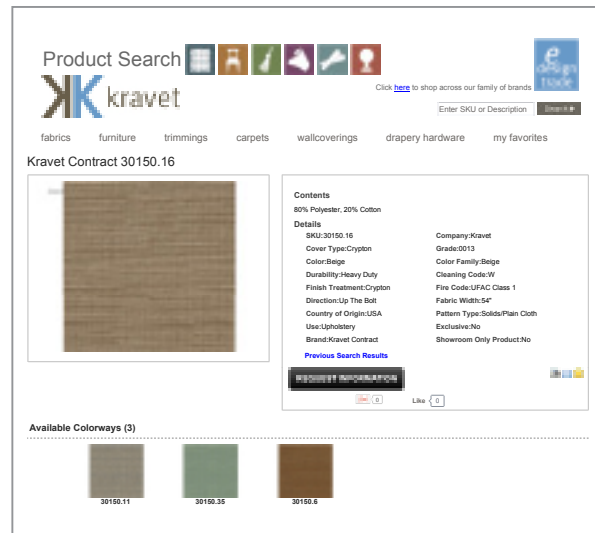 Product Search
e
design
trade
kravet
Click here to shop across our family of brands
Enter SKU or Description
Search
fabrics furniture trimmings carpets wallcoverings drapery hardware my favorites
Kravet Contract 30150.16
Contents
80% Polyester, 20% Cotton
Details
SKU:30150.16 Company:Kravet
Cover Type:Crypton Grade:0013
Color:Beige Color Family:Beige
Durability:Heavy Duty Cleaning Code:W
Finish Treatment:Crypton Fire Code:UFAC Class 1
Direction:Up The Bolt Fabric Width:54"
Country of Origin:USA Pattern Type:Solids/Plain Cloth
Use:Upholstery Exclusive:No
Brand:Kravet Contract Showroom Only Product:No
Previous Search Results
REQUEST INFORMATION
0 Like 0
Available Colorways (3)
30150.11 30150.35 30150.6